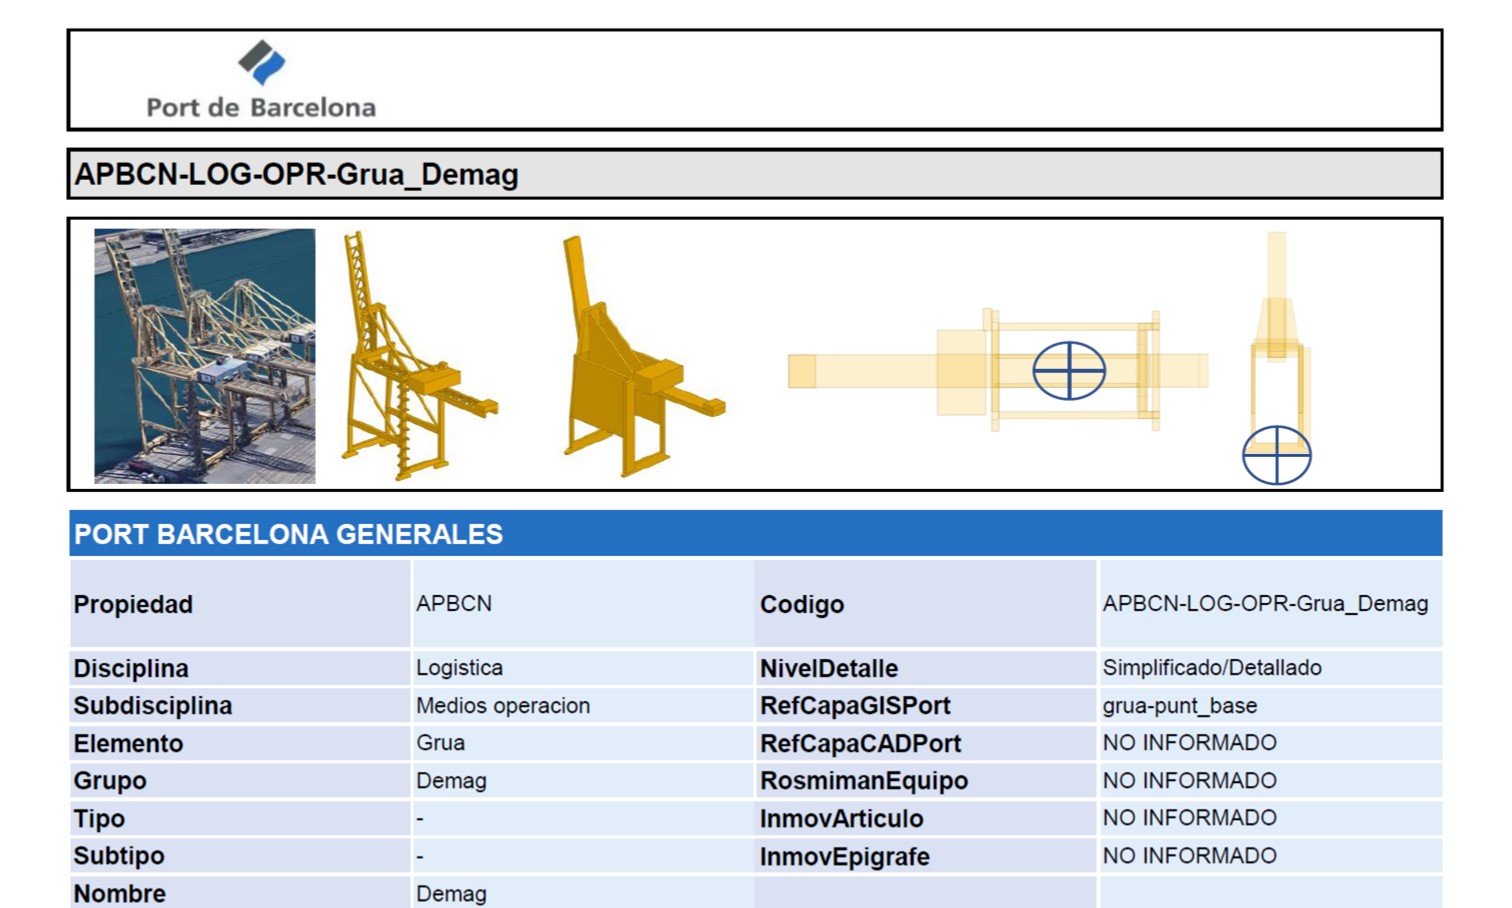 Port de Barcelona
APBCN-LOG-OPR-Grua_Demag
PORT BARCELONA GENERALES
Propiedad APBCN Codigo APBCN-LOG-OPR-Grua_Demag
Disciplina Logistica NivelDetalle Simplificado/Detallado
Subdisciplina Medios operacion RefCapaGISPort grua-punt_base
Elemento Grua RefCapaCADPort NO INFORMADO
Grupo Demag RosmimanEquipo NO INFORMADO
Tipo - InmovArticulo NO INFORMADO
Subtipo - InmovEpigrafe NO INFORMADO
Nombre Demag